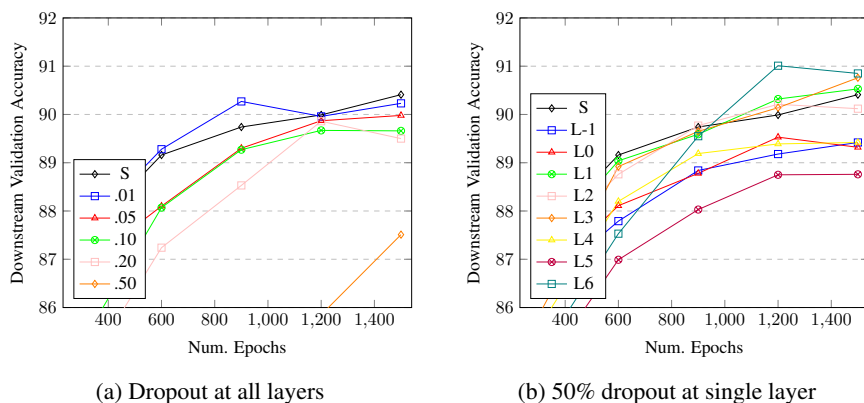 92
91
90
89
88
87
86
Downstream Validation Accuracy
S
.01
.05
.10
.20
.50
400 600 800 1,000 1,200 1,400
Num. Epochs
(a) Dropout at all layers
92
91
90
89
88
87
86
Downstream Validation Accuracy
S
L-1
L0
L1
L2
L3
L4
L5
L6
400 600 800 1,000 1,200 1,400
Num. Epochs
(b) 50% dropout at single layer